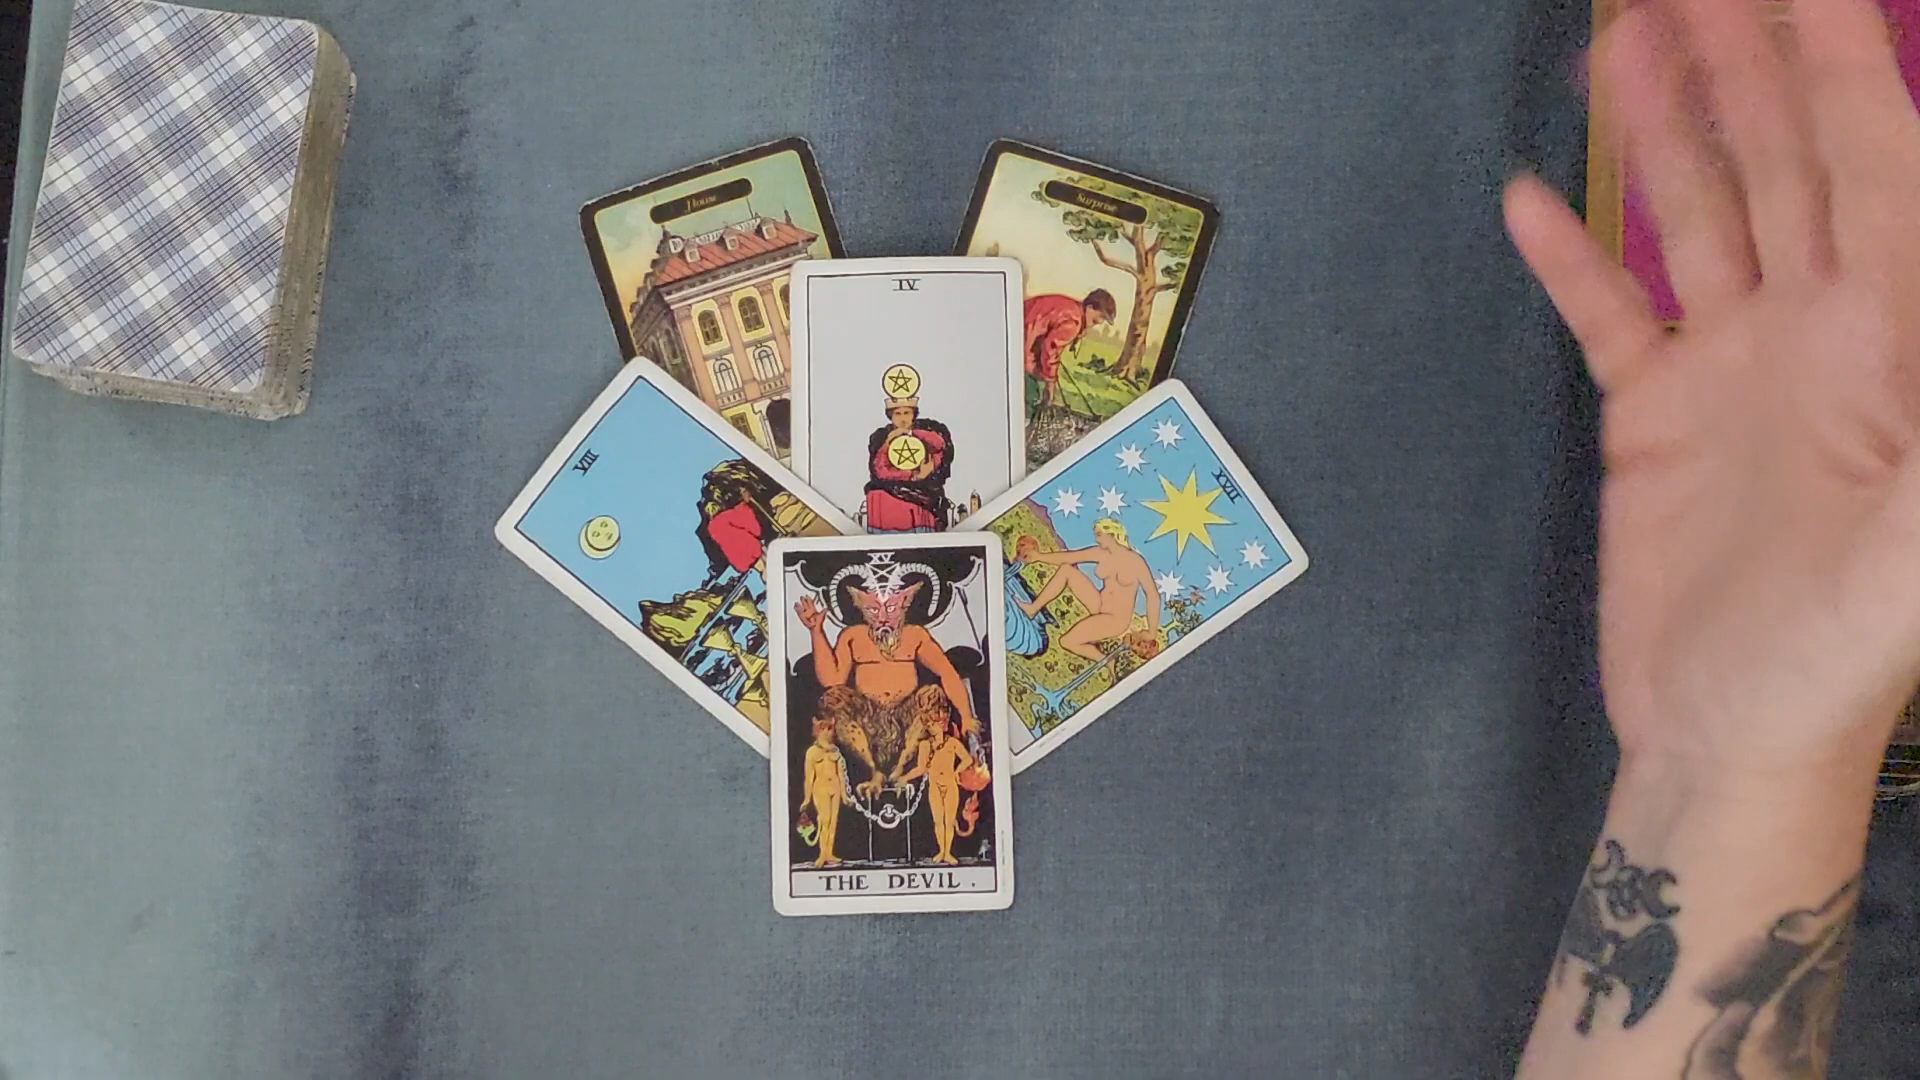 House
Surprise
IV
VIII
XVII
XV
THE DEVIL.